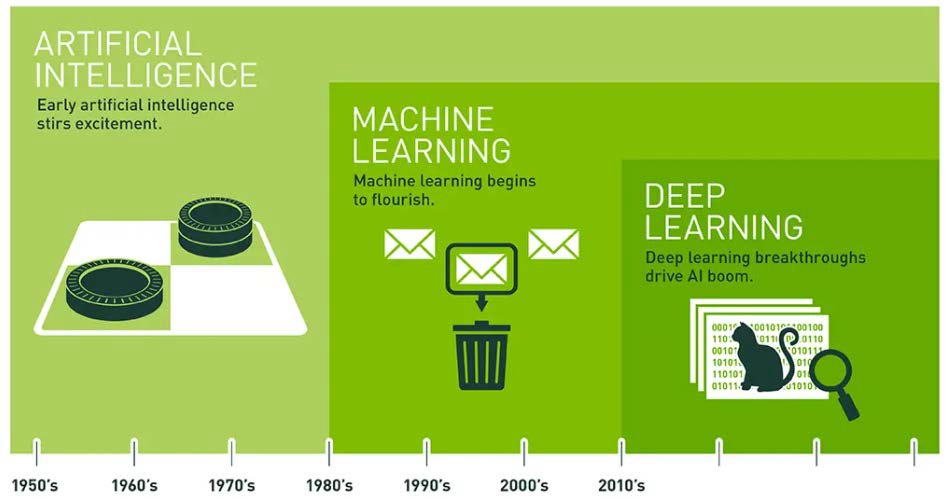 ARTIFICIAL
INTELLIGENCE
Early artificial intelligence
stirs excitement.
MACHINE
LEARNING
Machine learning begins
to flourish.
DEEP
LEARNING
Deep learning breakthroughs
drive AI boom.
1950's
1960's
1970's
1980's
1990's
2000's
2010's